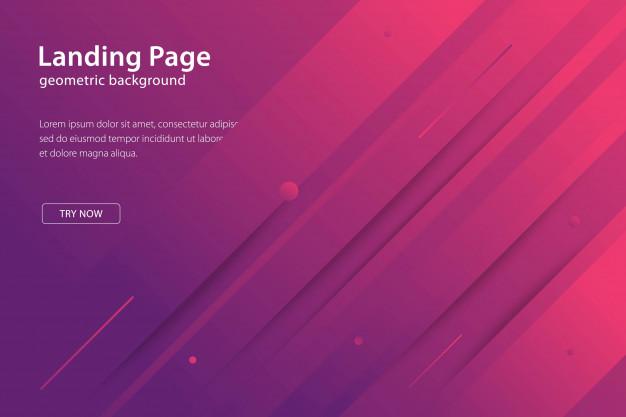 Landing Page
geometric background
Lorem ipsum dolor sit amet, consectetur adipisc
sed do eiusmod tempor incididunt ut labore
et dolore magna aliqua.
TRY NOW